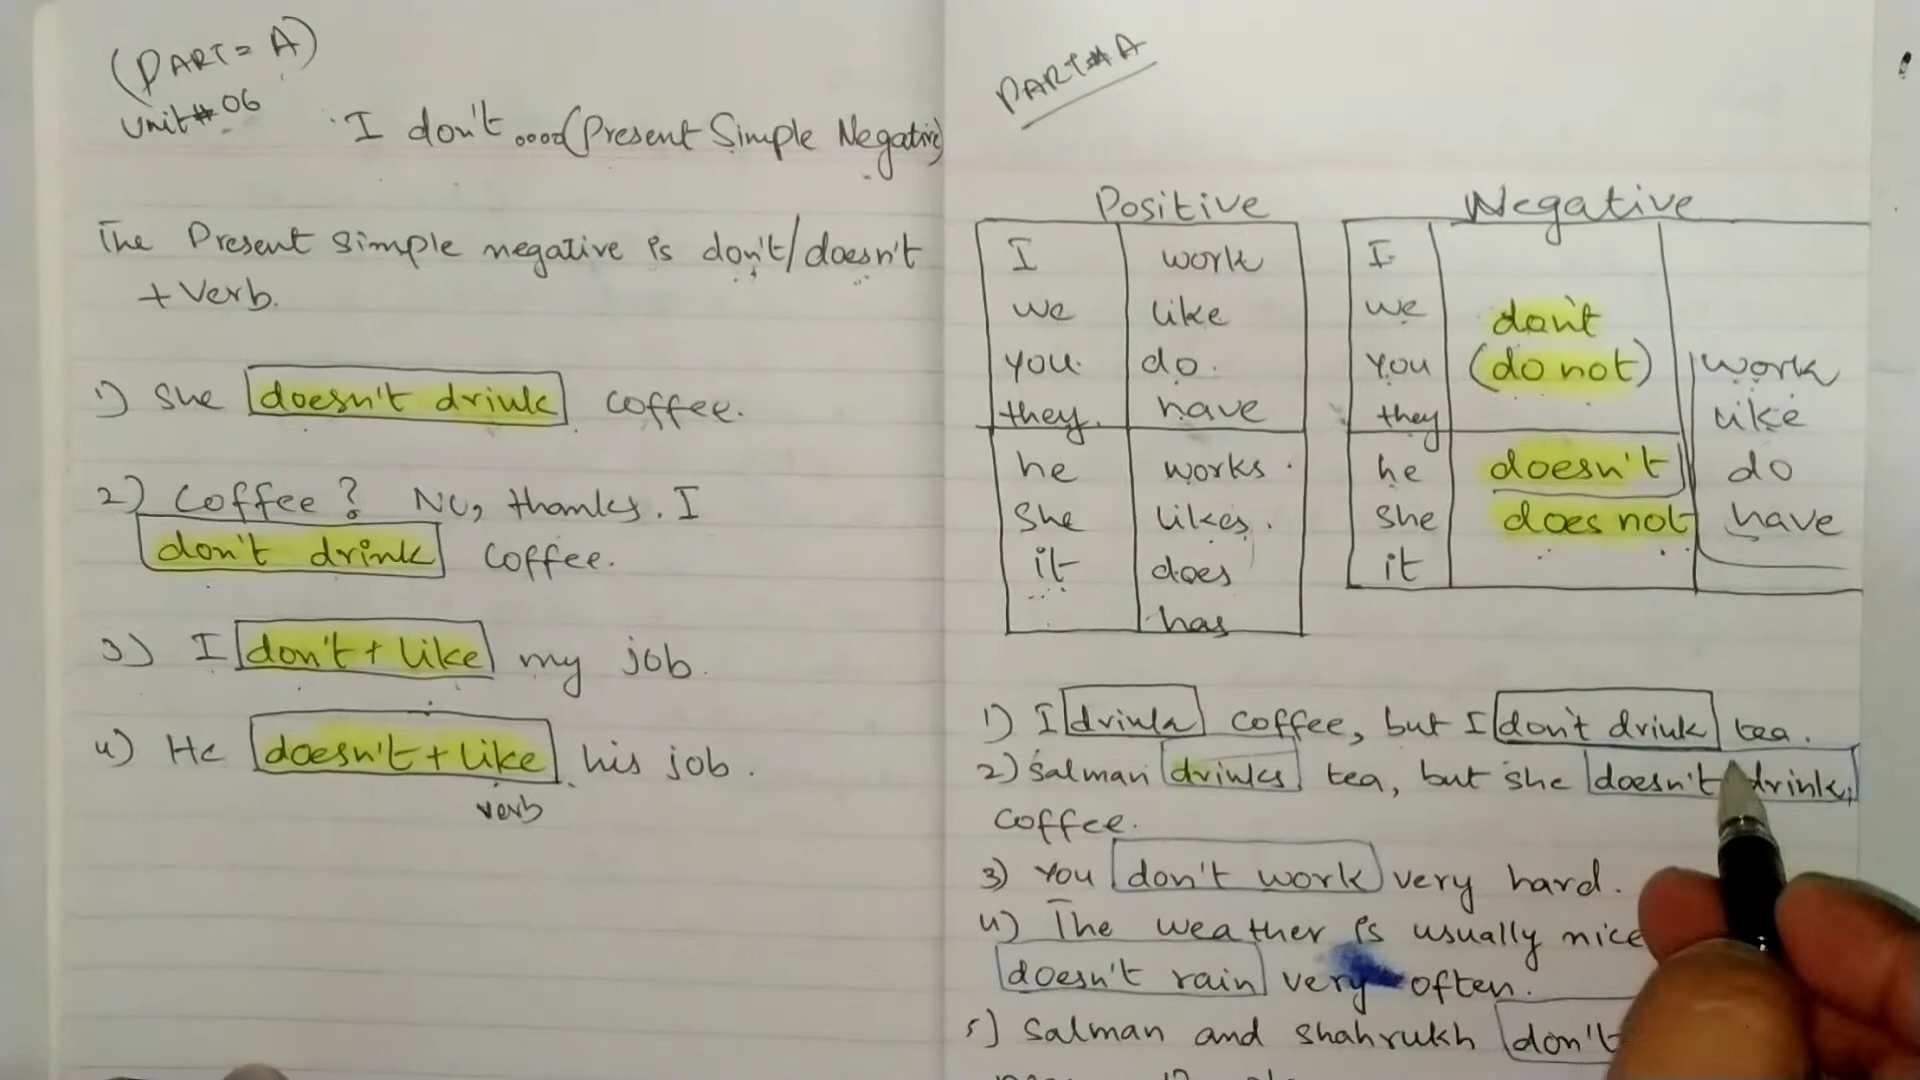 (PART = A)
Unit # 06
I don't ....(Present Simple Negative)
The Present simple negative is don't/doesn't
+ Verb.
1) She doesn't drink coffee.
2) Coffee? No, thanks. I
don't drink coffee.
3) I don't + like my job.
4) He doesn't + like his job.
verb
PART # A
Positive
I work
we like
you do
they have
he works
She likes
it does
has
Negative
I
we don't
you (do not) work
they like
he doesn't do
She does not have
it
1) I drink coffee, but I don't drink tea.
2) Salman drinks tea, but she doesn't drink
coffee.
3) You don't work very hard.
4) The weather is usually nice
doesn't rain very often.
5) Salman and Shahrukh don't